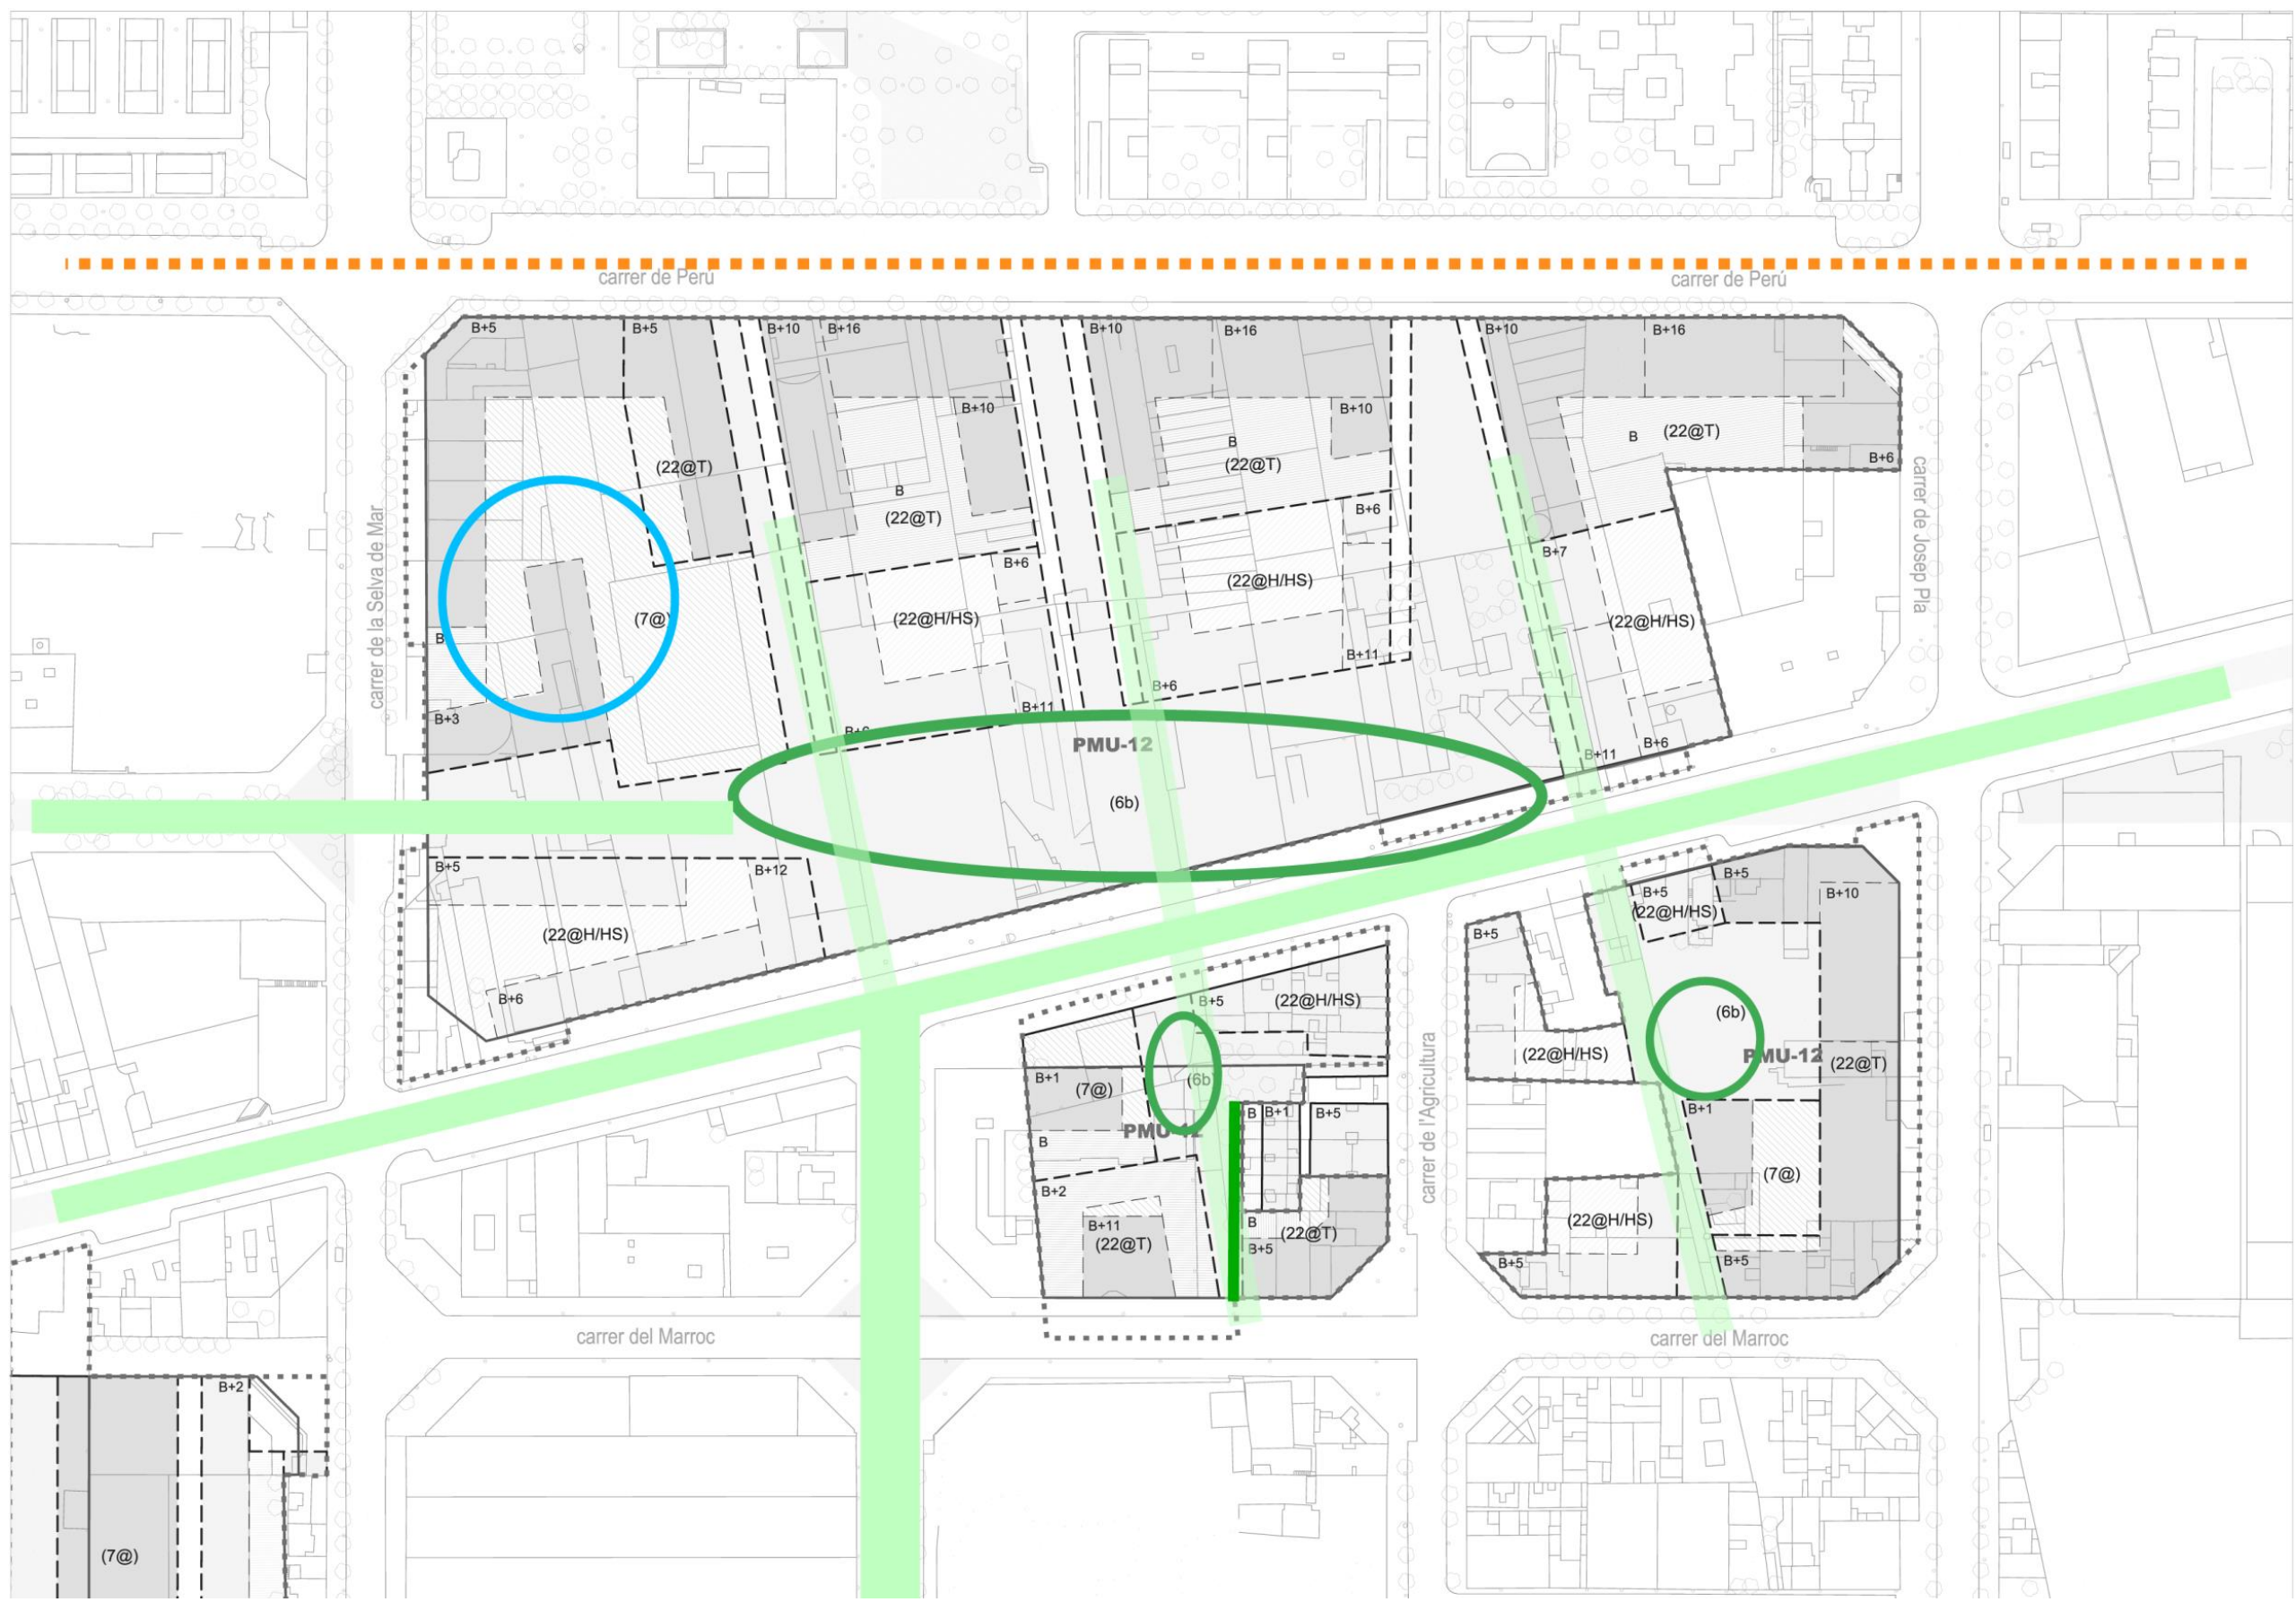 carrer de Perú
carrer de Perú
B+5
B+5
B+10
B+16
B+10
B+16
B+10
B+16
B+10
B+10
(22@T)
B
(22@T)
B
(22@T)
B
(22@T)
B+6
carrer de la Selva de Mar
carrer de Josep Pla
B+6
B+6
B+7
(7@)
(22@H/HS)
(22@H/HS)
(22@H/HS)
B
B+3
B+11
B+6
B+11
B+11
B+6
PMU-12
(6b)
B+5
B+12
(22@H/HS)
B+6
B+5
(22@H/HS)
B+5
B+5
(22@H/HS)
B+5
B+10
(6b)
PMU-12
(22@H/HS)
(22@T)
B+1
(7@)
(22@H/HS)
B+5
B+5
B+1
(7@)
(6b)
B
PMU-12
B
B+1
B+5
B+2
B+11
(22@T)
B
(22@T)
B+5
carrer de l'Agricultura
carrer del Marroc
carrer del Marroc
B+2
(7@)